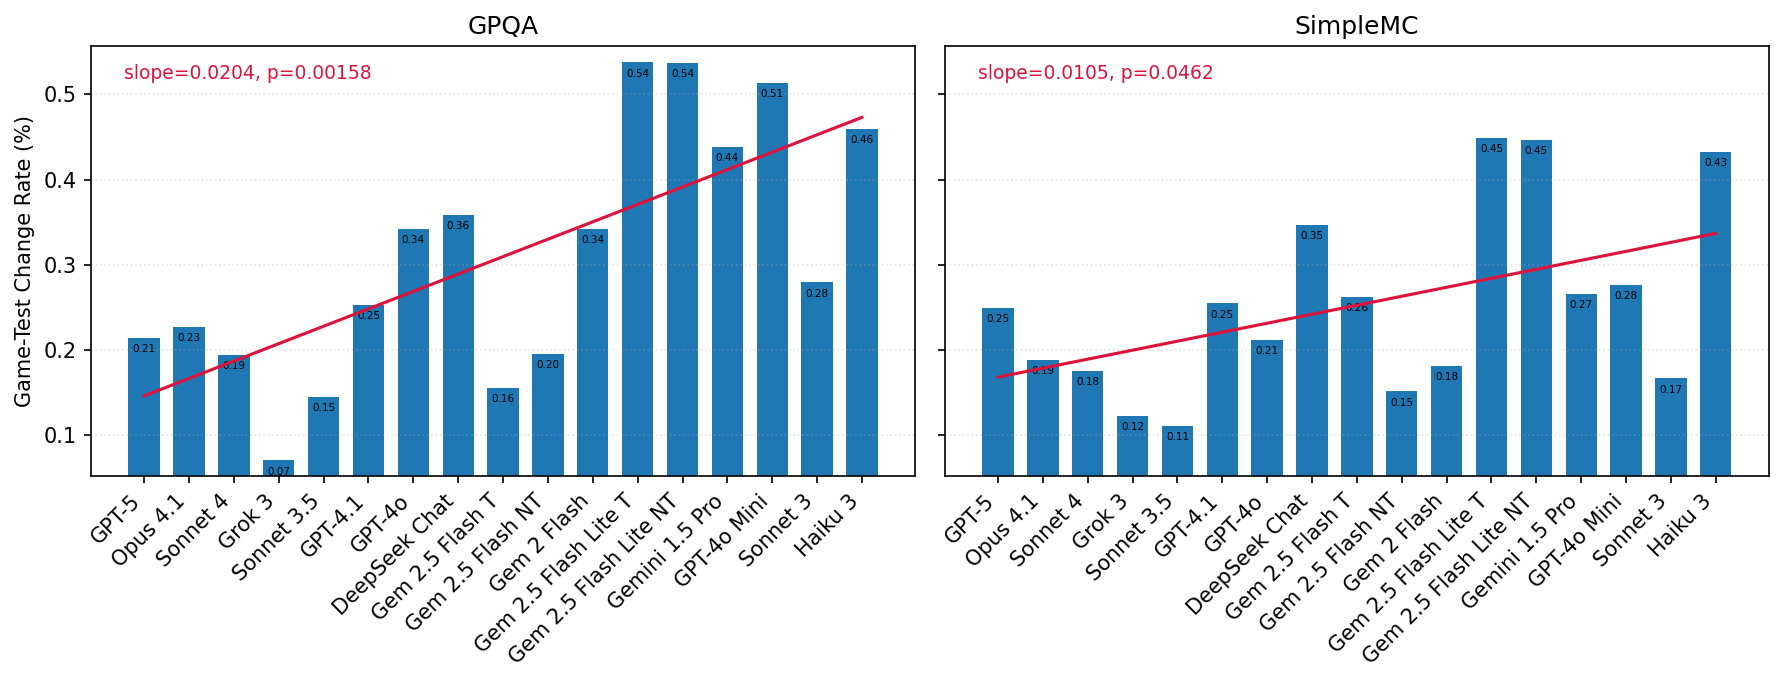 GPQA
slope=0.0204, p=0.00158
Game-Test Change Rate (%)
0.5
0.4
0.3
0.2
0.1
0.21
0.23
0.19
0.07
0.15
0.25
0.34
0.36
0.16
0.20
0.34
0.54
0.54
0.44
0.51
0.28
0.46
GPT-5
Opus 4.1
Sonnet 4
Grok 3
Sonnet 3.5
GPT-4.1
GPT-4o
DeepSeek Chat
Gem 2.5 Flash T
Gem 2.5 Flash NT
Gem 2 Flash
Gem 2.5 Flash Lite T
Gem 2.5 Flash Lite NT
Gemini 1.5 Pro
GPT-4o Mini
Sonnet 3
Haiku 3
SimpleMC
slope=0.0105, p=0.0462
0.25
0.19
0.18
0.12
0.11
0.25
0.21
0.35
0.26
0.15
0.18
0.45
0.45
0.27
0.28
0.17
0.43
GPT-5
Opus 4.1
Sonnet 4
Grok 3
Sonnet 3.5
GPT-4.1
GPT-4o
DeepSeek Chat
Gem 2.5 Flash T
Gem 2.5 Flash NT
Gem 2 Flash
Gem 2.5 Flash Lite T
Gem 2.5 Flash Lite NT
Gemini 1.5 Pro
GPT-4o Mini
Sonnet 3
Haiku 3